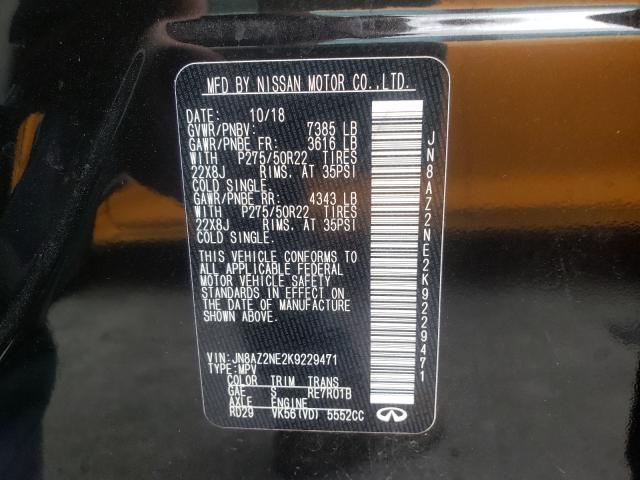 MFD BY NISSAN MOTOR CO.,LTD.
DATE: 10/18
GVWR/PNBV: 7385 LB
GAWR/PNBE FR: 3616 LB
WITH P275/50R22 TIRES
22X8J RIMS. AT 35PSI
COLD SINGLE.
GAWR/PNBE RR: 4343 LB
WITH P275/50R22 TIRES
22X8J RIMS. AT 35PSI
COLD SINGLE.
THIS VEHICLE CONFORMS TO
ALL APPLICABLE FEDERAL
MOTOR VEHICLE SAFETY
STANDARDS IN EFFECT ON
THE DATE OF MANUFACTURE
SHOWN ABOVE.
VIN:JN8AZ2NE2K9229471
TYPE:MPV
COLOR TRIM TRANS
GAE S RE7R01B
AXLE ENGINE
RD29 VK56(VD) 5552CC
JN8AZ2NE2K9229471